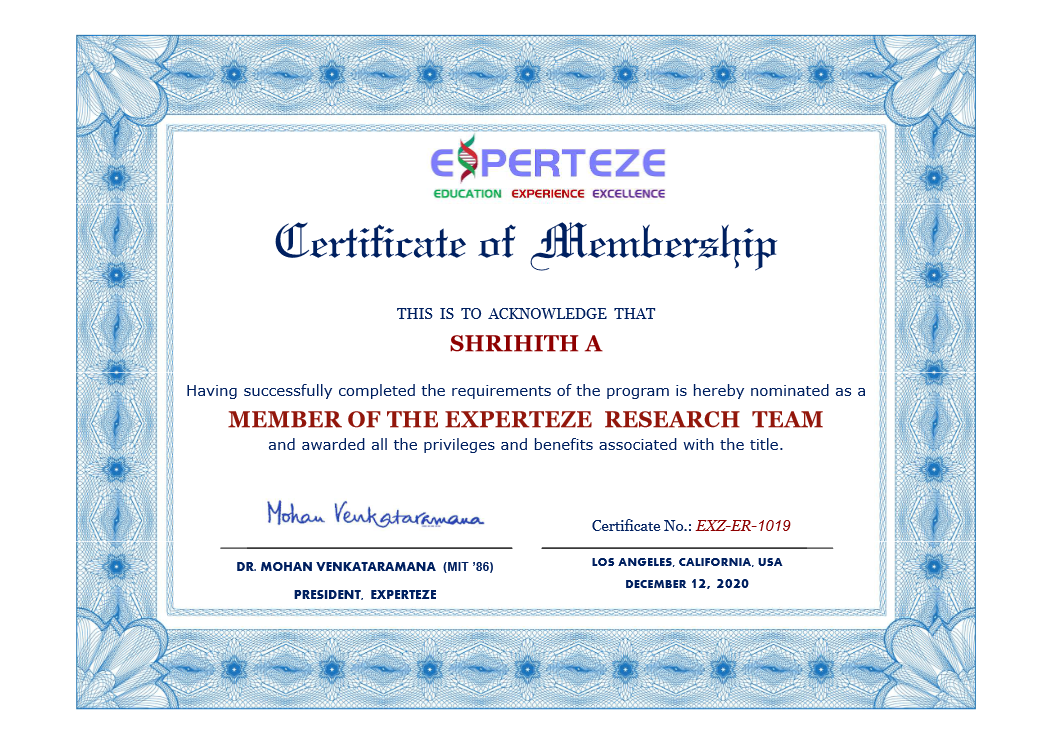 EXPERTEZE
EDUCATION EXPERIENCE EXCELLENCE
Certificate of Membership
THIS IS TO ACKNOWLEDGE THAT
SHRIHITH A
Having successfully completed the requirements of the program is hereby nominated as a
MEMBER OF THE EXPERTEZE RESEARCH TEAM
and awarded all the privileges and benefits associated with the title.
Mohan Venkataramana
Certificate No.: EXZ-ER-1019
DR. MOHAN VENKATARAMANA (MIT ’86)
PRESIDENT, EXPERTEZE
LOS ANGELES, CALIFORNIA, USA
DECEMBER 12, 2020